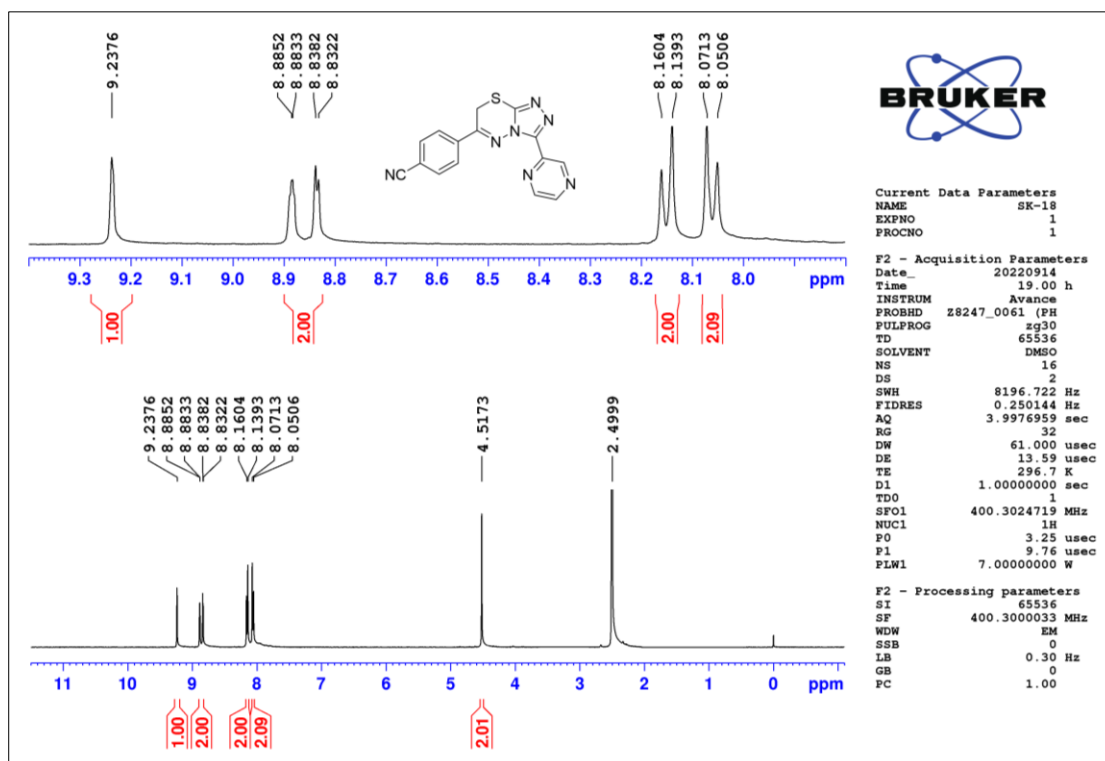 9.2376
8.8852
8.8833
8.8382
8.8322
8.1604
8.1393
8.0713
8.0506
S
N
N
N
N
N
N
NC
9.3 9.2 9.1 9.0 8.9 8.8 8.7 8.6 8.5 8.4 8.3 8.2 8.1 8.0 ppm
1.00 2.00 2.00 2.09
9.2376
8.8852
8.8833
8.8382
8.8322
8.1604
8.1393
8.0713
8.0506
4.5173
2.4999
11 10 9 8 7 6 5 4 3 2 1 0 ppm
1.00 2.00 2.00 2.09 2.01
BRUKER
Current Data Parameters
NAME SK-18
EXPNO 1
PROCNO 1
F2 - Acquisition Parameters
Date_ 20220914
Time 19.00 h
INSTRUM Avance
PROBHD Z8247_0061 (PH
PULPROG zg30
TD 65536
SOLVENT DMSO
NS 16
DS 2
SWH 8196.722 Hz
FIDRES 0.250144 Hz
AQ 3.9976959 sec
RG 32
DW 61.000 usec
DE 13.59 usec
TE 296.7 K
D1 1.00000000 sec
TD0 1
SFO1 400.3024719 MHz
NUC1 1H
P0 3.25 usec
P1 9.76 usec
PLW1 7.00000000 W
F2 - Processing parameters
SI 65536
SF 400.3000033 MHz
WDW EM
SSB 0
LB 0.30 Hz
GB 0
PC 1.00